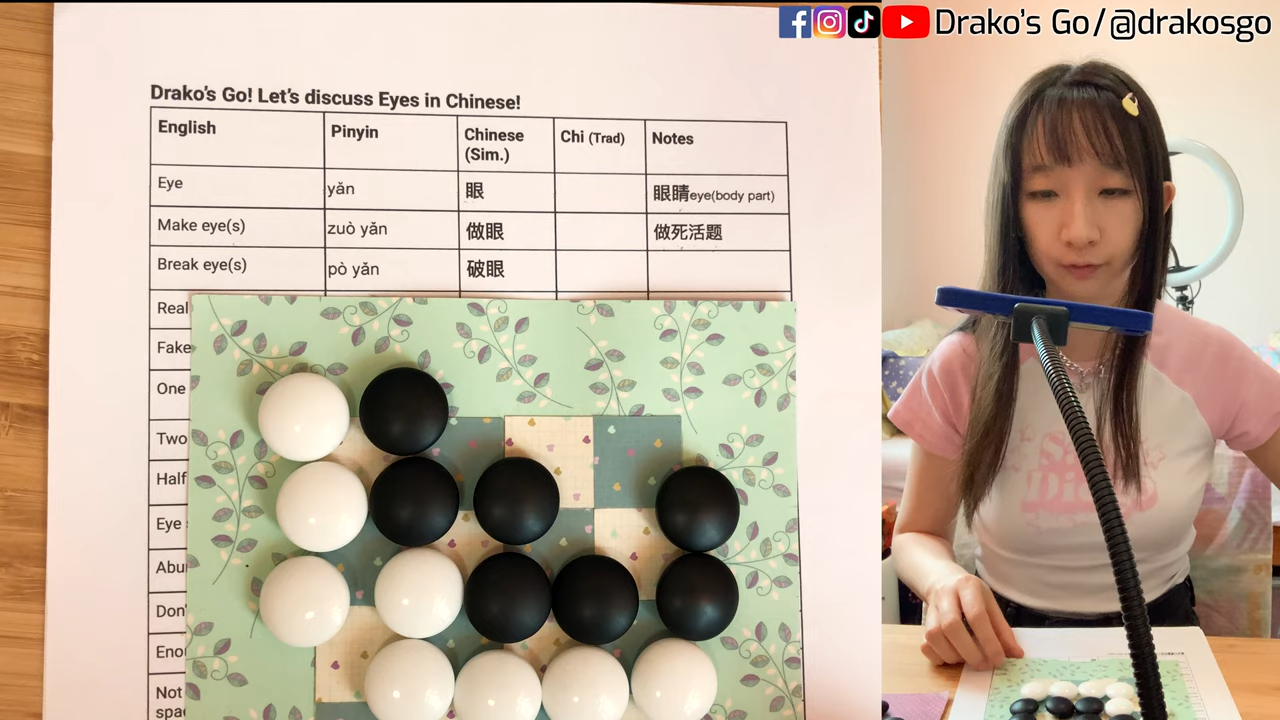 Drako's Go/@drakosgo
Drako's Go! Let's discuss Eyes in Chinese!
English Pinyin Chinese (Sim.) Chi (Trad) Notes
Eye yǎn 眼 眼睛eye(body part)
Make eye(s) zuò yǎn 做眼 做死活题
Break eye(s) pò yǎn 破眼
Real
Fake
One
Two
Half
Eye
Abu
Don'
Eno
Not
spa